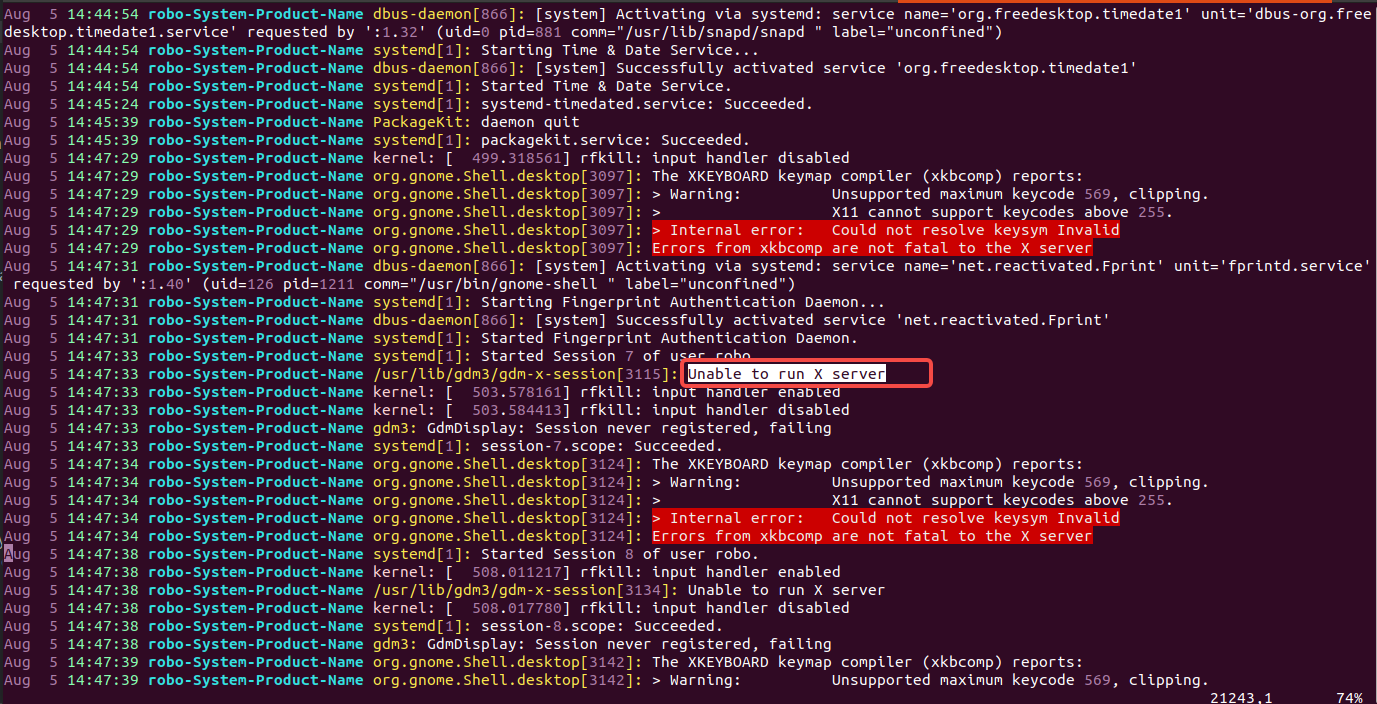 Aug  5 14:44:54 robo-System-Product-Name dbus-daemon[866]: [system] Activating via systemd: service name='org.freedesktop.timedate1' unit='dbus-org.free
desktop.timedate1.service' requested by ':1.32' (uid=0 pid=881 comm="/usr/lib/snapd/snapd " label="unconfined")
Aug  5 14:44:54 robo-System-Product-Name systemd[1]: Starting Time & Date Service...
Aug  5 14:44:54 robo-System-Product-Name dbus-daemon[866]: [system] Successfully activated service 'org.freedesktop.timedate1'
Aug  5 14:44:54 robo-System-Product-Name systemd[1]: Started Time & Date Service.
Aug  5 14:45:24 robo-System-Product-Name systemd[1]: systemd-timedated.service: Succeeded.
Aug  5 14:45:39 robo-System-Product-Name PackageKit: daemon quit
Aug  5 14:45:39 robo-System-Product-Name systemd[1]: packagekit.service: Succeeded.
Aug  5 14:47:29 robo-System-Product-Name kernel: [  499.318561] rfkill: input handler disabled
Aug  5 14:47:29 robo-System-Product-Name org.gnome.Shell.desktop[3097]: The XKEYBOARD keymap compiler (xkbcomp) reports:
Aug  5 14:47:29 robo-System-Product-Name org.gnome.Shell.desktop[3097]: > Warning:          Unsupported maximum keycode 569, clipping.
Aug  5 14:47:29 robo-System-Product-Name org.gnome.Shell.desktop[3097]: >                   X11 cannot support keycodes above 255.
Aug  5 14:47:29 robo-System-Product-Name org.gnome.Shell.desktop[3097]: > Internal error:   Could not resolve keysym Invalid
Aug  5 14:47:29 robo-System-Product-Name org.gnome.Shell.desktop[3097]: Errors from xkbcomp are not fatal to the X server
Aug  5 14:47:31 robo-System-Product-Name dbus-daemon[866]: [system] Activating via systemd: service name='net.reactivated.Fprint' unit='fprintd.service'
 requested by ':1.40' (uid=126 pid=1211 comm="/usr/bin/gnome-shell " label="unconfined")
Aug  5 14:47:31 robo-System-Product-Name systemd[1]: Starting Fingerprint Authentication Daemon...
Aug  5 14:47:31 robo-System-Product-Name dbus-daemon[866]: [system] Successfully activated service 'net.reactivated.Fprint'
Aug  5 14:47:31 robo-System-Product-Name systemd[1]: Started Fingerprint Authentication Daemon.
Aug  5 14:47:33 robo-System-Product-Name systemd[1]: Started Session 7 of user robo.
Aug  5 14:47:33 robo-System-Product-Name /usr/lib/gdm3/gdm-x-session[3115]: Unable to run X server
Aug  5 14:47:33 robo-System-Product-Name kernel: [  503.578161] rfkill: input handler enabled
Aug  5 14:47:33 robo-System-Product-Name kernel: [  503.584413] rfkill: input handler disabled
Aug  5 14:47:33 robo-System-Product-Name gdm3: GdmDisplay: Session never registered, failing
Aug  5 14:47:33 robo-System-Product-Name systemd[1]: session-7.scope: Succeeded.
Aug  5 14:47:34 robo-System-Product-Name org.gnome.Shell.desktop[3124]: The XKEYBOARD keymap compiler (xkbcomp) reports:
Aug  5 14:47:34 robo-System-Product-Name org.gnome.Shell.desktop[3124]: > Warning:          Unsupported maximum keycode 569, clipping.
Aug  5 14:47:34 robo-System-Product-Name org.gnome.Shell.desktop[3124]: >                   X11 cannot support keycodes above 255.
Aug  5 14:47:34 robo-System-Product-Name org.gnome.Shell.desktop[3124]: > Internal error:   Could not resolve keysym Invalid
Aug  5 14:47:34 robo-System-Product-Name org.gnome.Shell.desktop[3124]: Errors from xkbcomp are not fatal to the X server
Aug  5 14:47:38 robo-System-Product-Name systemd[1]: Started Session 8 of user robo.
Aug  5 14:47:38 robo-System-Product-Name kernel: [  508.011217] rfkill: input handler enabled
Aug  5 14:47:38 robo-System-Product-Name /usr/lib/gdm3/gdm-x-session[3134]: Unable to run X server
Aug  5 14:47:38 robo-System-Product-Name kernel: [  508.017780] rfkill: input handler disabled
Aug  5 14:47:38 robo-System-Product-Name systemd[1]: session-8.scope: Succeeded.
Aug  5 14:47:38 robo-System-Product-Name gdm3: GdmDisplay: Session never registered, failing
Aug  5 14:47:39 robo-System-Product-Name org.gnome.Shell.desktop[3142]: The XKEYBOARD keymap compiler (xkbcomp) reports:
Aug  5 14:47:39 robo-System-Product-Name org.gnome.Shell.desktop[3142]: > Warning:          Unsupported maximum keycode 569, clipping.
21243,1       74%